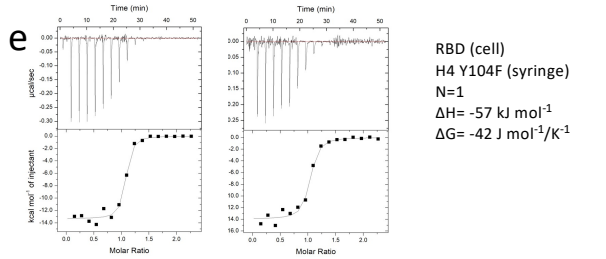 e
Time (min)
0 10 20 30 40 50
0.00
-0.05
-0.10
-0.15
-0.20
-0.25
-0.30
µcal/sec
0.0
-2.0
-4.0
-6.0
-8.0
-10.0
-12.0
-14.0
kcal mol⁻¹ of injectant
0.0 0.5 1.0 1.5 2.0
Molar Ratio
Time (min)
0 10 20 30 40 50
0.00
0.05
0.10
0.15
0.20
0.25
0.0
-2.0
-4.0
-6.0
-8.0
10.0
12.0
14.0
16.0
0.0 0.5 1.0 1.5 2.0
Molar Ratio
RBD (cell)
H4 Y104F (syringe)
N=1
ΔH= -57 kJ mol⁻¹
ΔG= -42 J mol⁻¹/K⁻¹